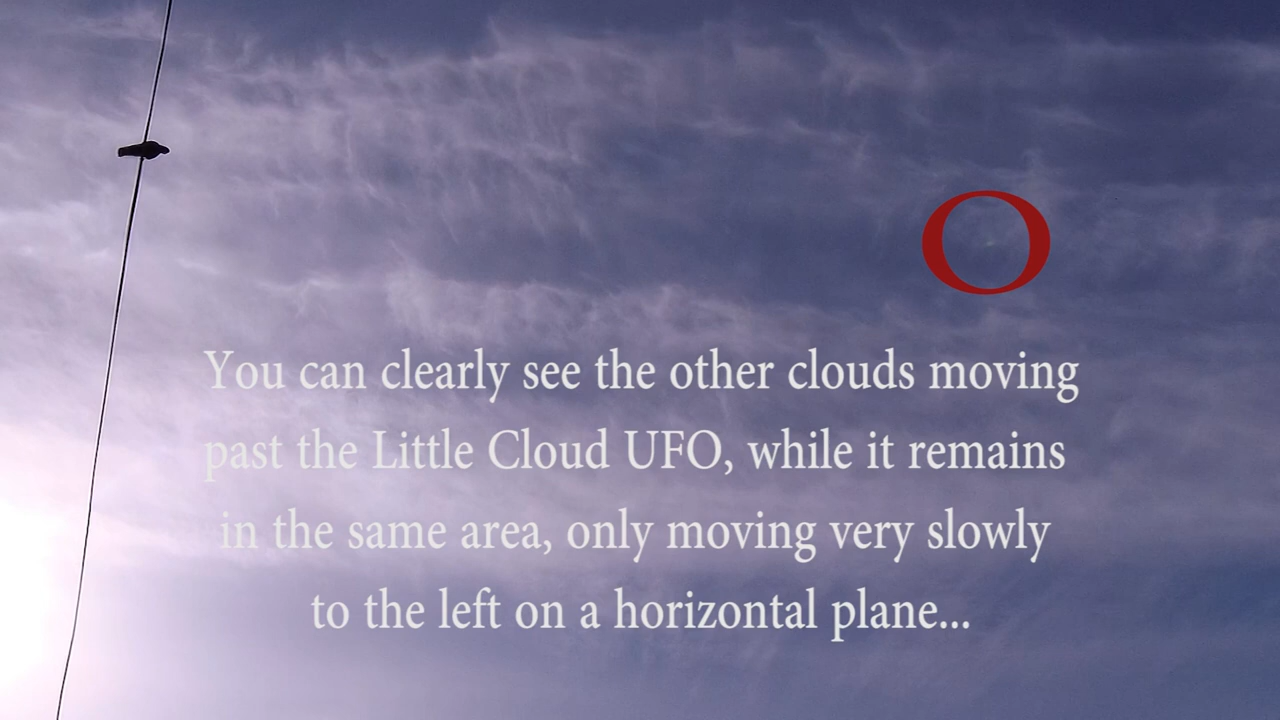 O
You can clearly see the other clouds moving
past the Little Cloud UFO, while it remains
in the same area, only moving very slowly
to the left on a horizontal plane...